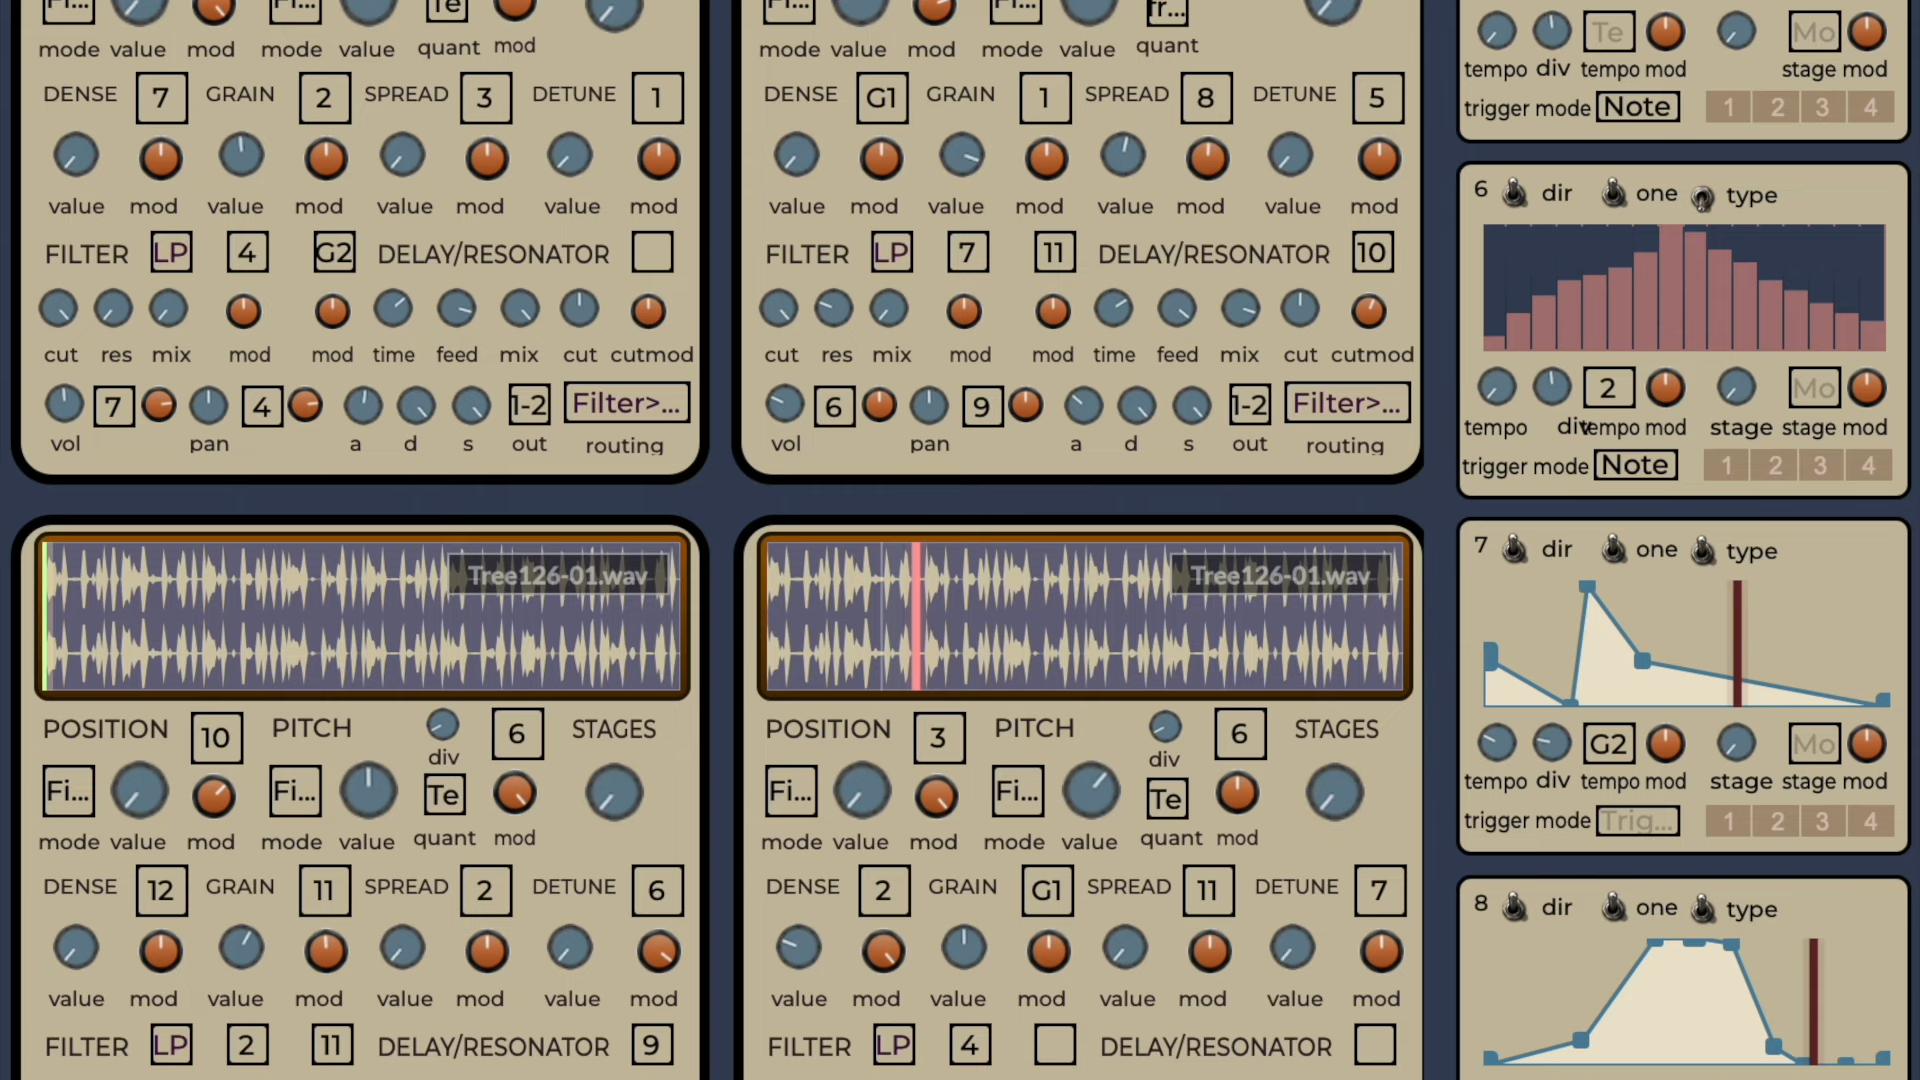 Fi... Fi... Te
mode value mod mode value quant mod
DENSE 7 GRAIN 2 SPREAD 3 DETUNE 1
value mod value mod value mod value mod
FILTER LP 4 G2 DELAY/RESONATOR
cut res mix mod mod time feed mix cut cutmod
7 4 1-2 Filter>...
vol pan a d s out routing
Fi... Fi... fr...
mode value mod mode value quant
DENSE G1 GRAIN 1 SPREAD 8 DETUNE 5
value mod value mod value mod value mod
FILTER LP 7 11 DELAY/RESONATOR 10
cut res mix mod mod time feed mix cut cutmod
6 9 1-2 Filter>...
vol pan a d s out routing
Tree126-01.wav
POSITION 10 PITCH div 6 STAGES
Fi... Fi... Te
mode value mod mode value quant mod
DENSE 12 GRAIN 11 SPREAD 2 DETUNE 6
value mod value mod value mod value mod
FILTER LP 2 11 DELAY/RESONATOR 9
Tree126-01.wav
POSITION 3 PITCH div 6 STAGES
Fi... Fi... Te
mode value mod mode value quant mod
DENSE 2 GRAIN G1 SPREAD 11 DETUNE 7
value mod value mod value mod value mod
FILTER LP 4 DELAY/RESONATOR
Te Mo
tempo div tempo mod stage mod
trigger mode Note 1 2 3 4
6 dir one type
2 Mo
tempo div tempo mod stage stage mod
trigger mode Note 1 2 3 4
7 dir one type
G2 Mo
tempo div tempo mod stage stage mod
trigger mode Trig... 1 2 3 4
8 dir one type